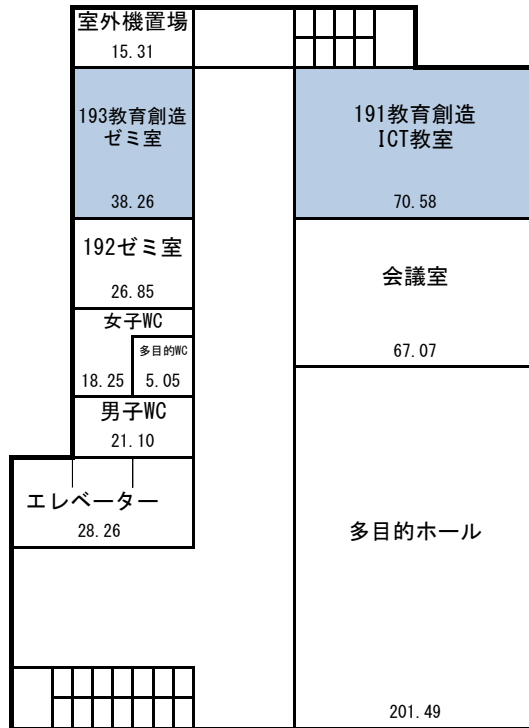 室外機置場
15.31
193教育創造
ゼミ室
38.26
191教育創造
ICT教室
70.58
192ゼミ室
26.85
会議室
67.07
女子WC
18.25
多目的WC
5.05
男子WC
21.10
エレベーター
28.26
多目的ホール
201.49